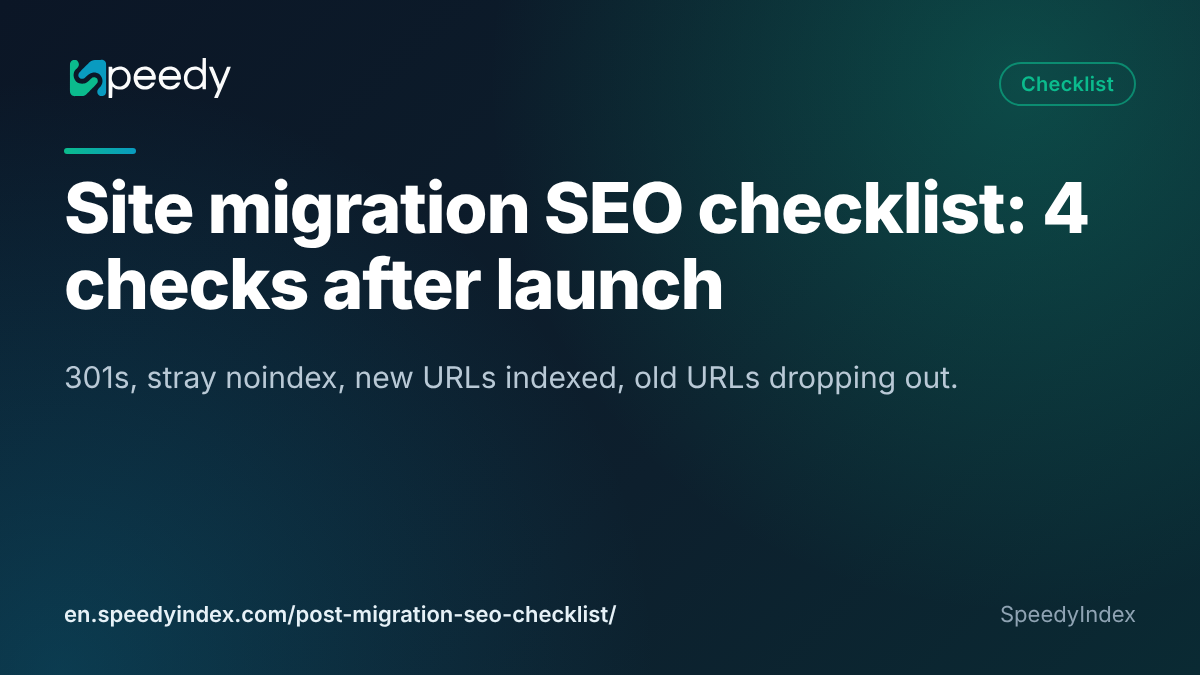 Speedy
Checklist
Site migration SEO checklist: 4
checks after launch
301s, stray noindex, new URLs indexed, old URLs dropping out.
en.speedyindex.com/post-migration-seo-checklist/
SpeedyIndex